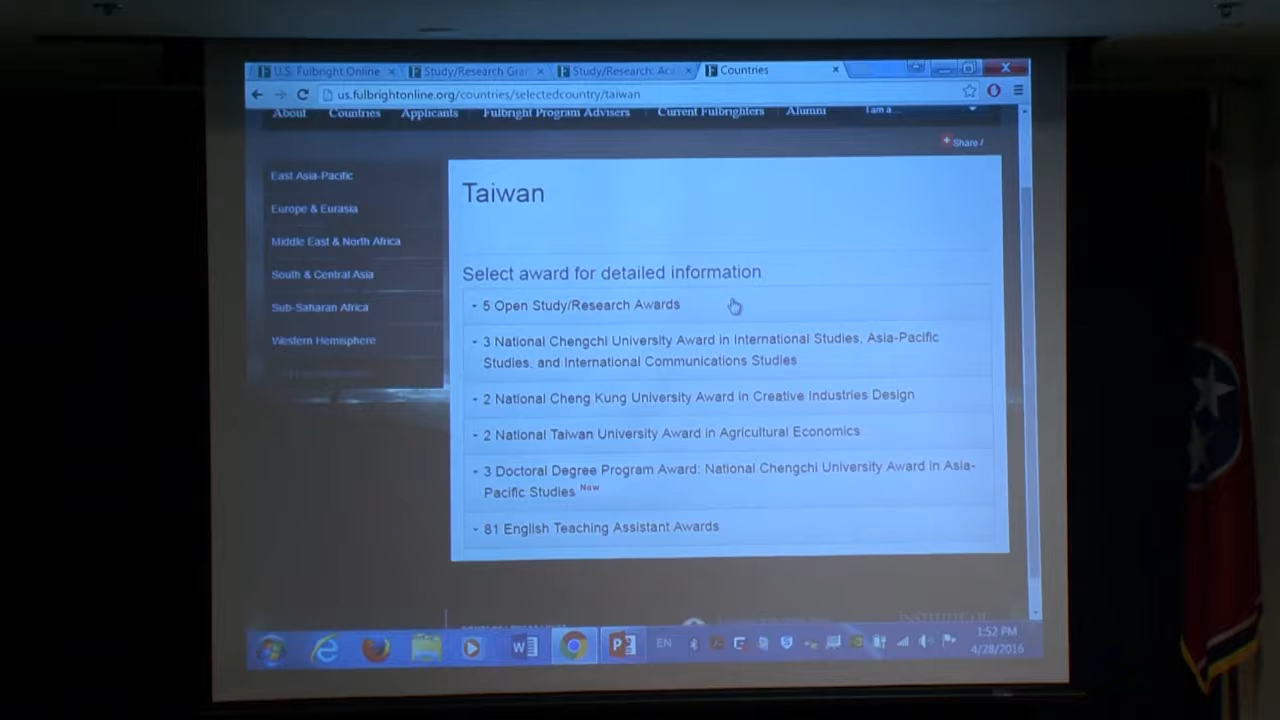 U.S. Fulbright Online
Study/Research Gra
Study/Research: Aca
Countries
us.fulbrightonline.org/countries/selectedcountry/taiwan
About Countries Applicants Fulbright Program Advisers Current Fulbrighters Alumni I am a...
Share /
East Asia-Pacific
Europe & Eurasia
Middle East & North Africa
South & Central Asia
Sub-Saharan Africa
Western Hemisphere
Taiwan
Select award for detailed information
- 5 Open Study/Research Awards
- 3 National Chengchi University Award in International Studies, Asia-Pacific
Studies, and International Communications Studies
- 2 National Cheng Kung University Award in Creative Industries Design
- 2 National Taiwan University Award in Agricultural Economics
- 3 Doctoral Degree Program Award: National Chengchi University Award in Asia-
Pacific Studies New
- 81 English Teaching Assistant Awards
EN
1:52 PM
4/28/2016